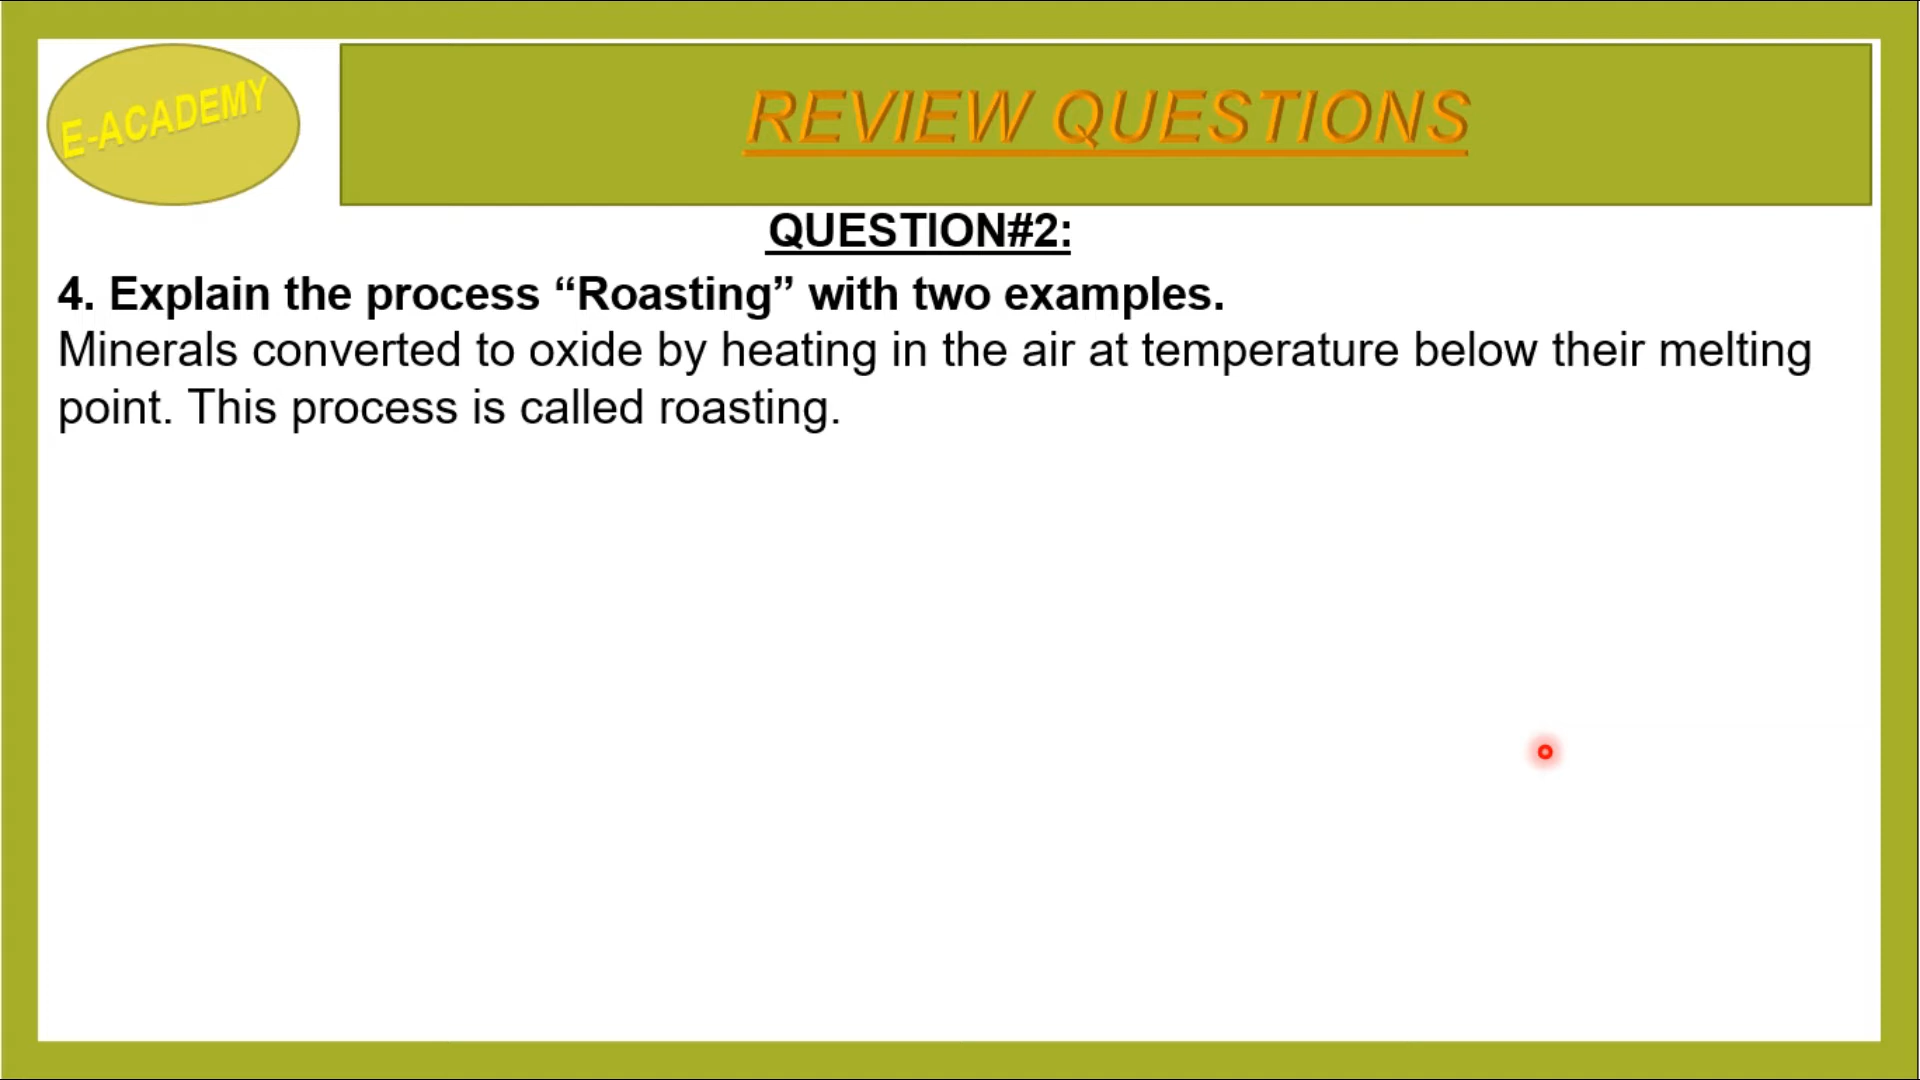 E-ACADEMY
REVIEW QUESTIONS
QUESTION#2:
4. Explain the process “Roasting” with two examples.
Minerals converted to oxide by heating in the air at temperature below their melting
point. This process is called roasting.